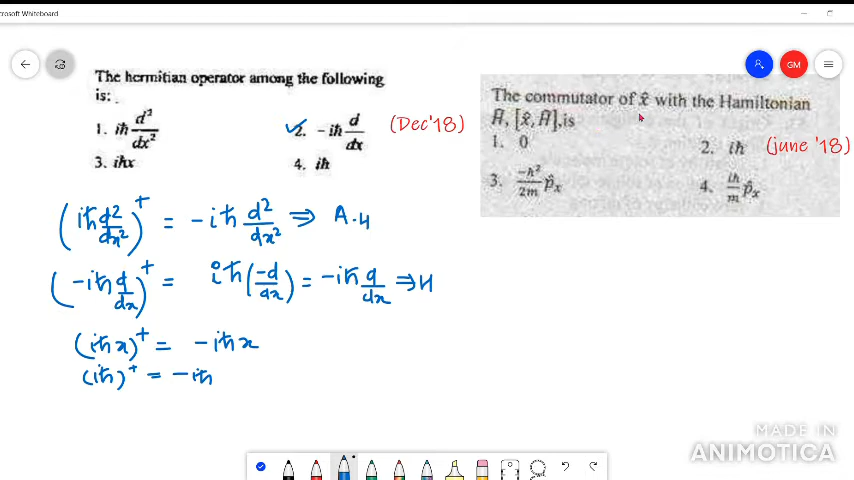 crosoft Whiteboard
GM
The hermitian operator among the following
is:
1. iħ d²/dx²
2. -iħ d/dx
(Dec'18)
3. iħx
4. iħ
(iħ d²/dx²)⁺ = -iħ d²/dx² ⇒ A.H
(-iħ d/dx)⁺ = iħ(-d/dx) = -iħ d/dx ⇒ H
(iħx)⁺ = -iħx
(iħ)⁺ = -iħ
The commutator of x̂ with the Hamiltonian
Ĥ, [x̂, Ĥ], is
1. 0
2. iħ
(june '18)
3. -ħ²/2m p̂ₓ
4. iħ/m p̂ₓ
MADE IN
ANIMOTICA